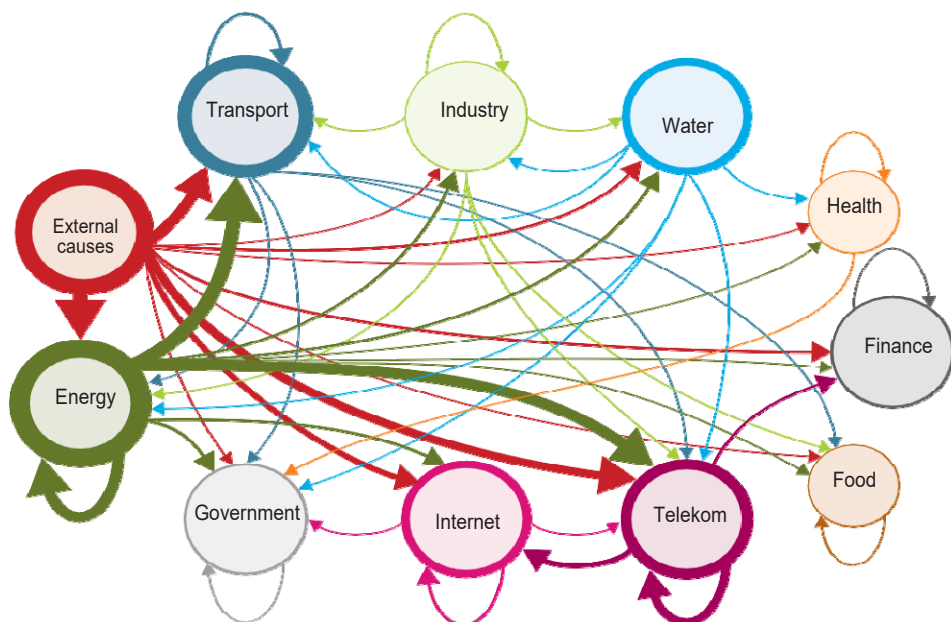 Transport
Industry
Water
External
causes
Health
Finance
Energy
Food
Government
Internet
Telekom